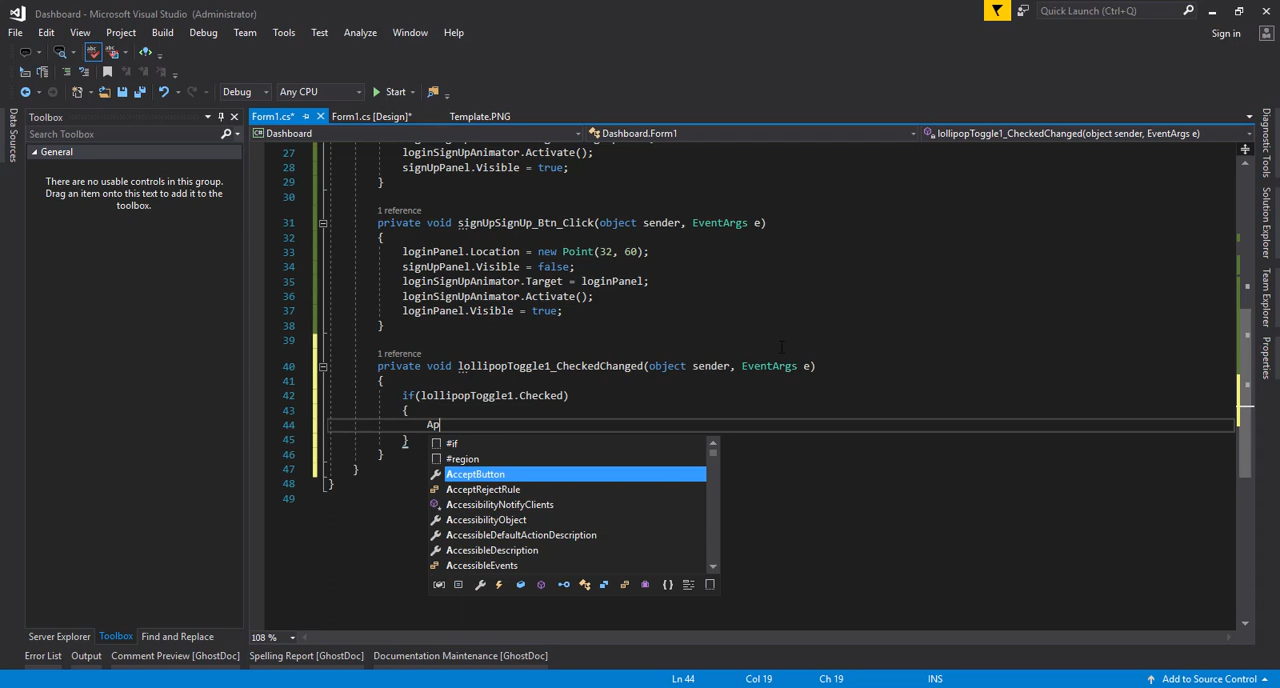 Dashboard - Microsoft Visual Studio (Administrator)
Quick Launch (Ctrl+Q)
File Edit View Project Build Debug Team Tools Test Analyze Window Help
Sign in
Debug Any CPU Start
Data Sources
Toolbox
Search Toolbox
General
There are no usable controls in this group.
Drag an item onto this text to add it to the
toolbox.
Form1.cs* Form1.cs [Design]* Template.PNG
Dashboard Dashboard.Form1 lollipopToggle1_CheckedChanged(object sender, EventArgs e)
27 loginSignUpAnimator.Activate();
28 signUpPanel.Visible = true;
29 }
30
1 reference
31 private void signUpSignUp_Btn_Click(object sender, EventArgs e)
32 {
33 loginPanel.Location = new Point(32, 60);
34 signUpPanel.Visible = false;
35 loginSignUpAnimator.Target = loginPanel;
36 loginSignUpAnimator.Activate();
37 loginPanel.Visible = true;
38 }
39
1 reference
40 private void lollipopToggle1_CheckedChanged(object sender, EventArgs e)
41 {
42 if(lollipopToggle1.Checked)
43 {
44 Ap
45 }
46 }
47 }
48 }
49
#if
#region
AcceptButton
AcceptRejectRule
AccessibilityNotifyClients
AccessibilityObject
AccessibleDefaultActionDescription
AccessibleDescription
AccessibleEvents
108 %
Diagnostic Tools
Solution Explorer
Team Explorer
Properties
Server Explorer Toolbox Find and Replace
Error List Output Comment Preview [GhostDoc] Spelling Report [GhostDoc] Documentation Maintenance [GhostDoc]
Ln 44 Col 19 Ch 19 INS Add to Source Control